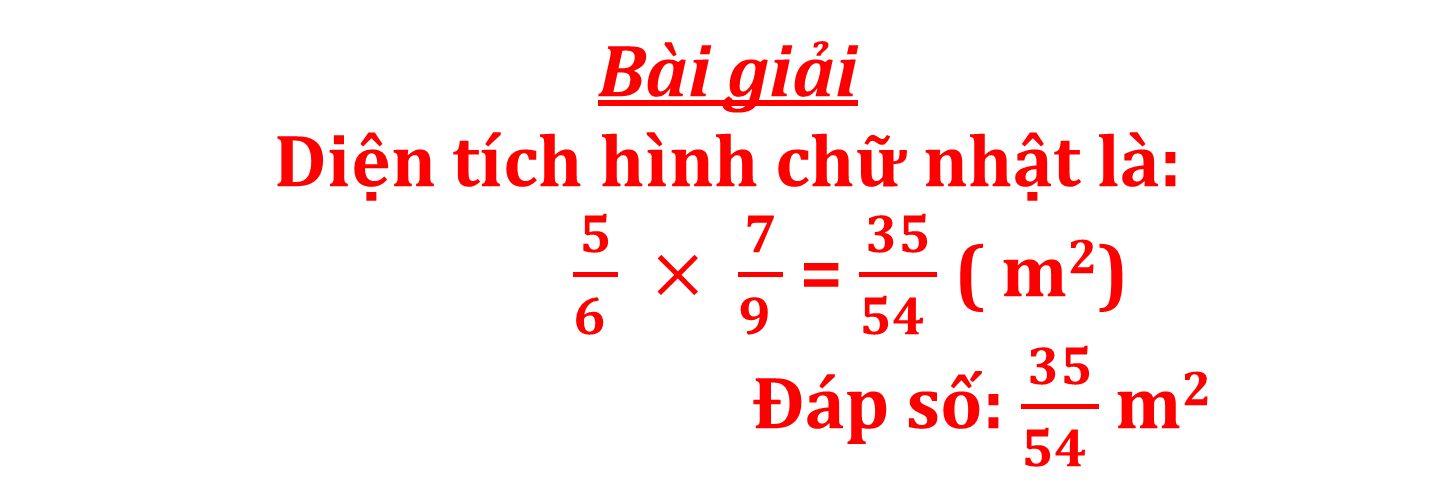 Bài giải
Diện tích hình chữ nhật là:
5/6 × 7/9 = 35/54 ( m²)
Đáp số: 35/54 m²